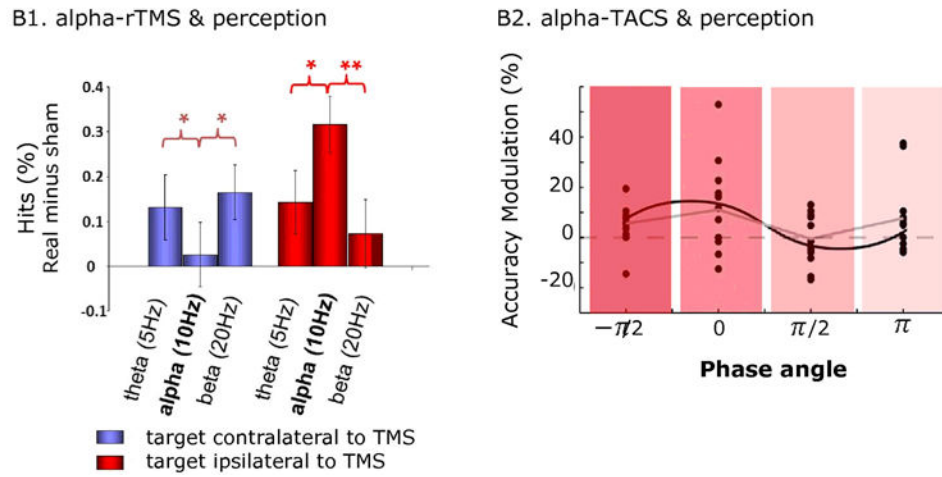 B1. alpha-rTMS & perception
Hits (%)
Real minus sham
0.4
0.3
0.2
0.1
0
-0.1
*
*
*
**
theta (5Hz)
alpha (10Hz)
beta (20Hz)
theta (5Hz)
alpha (10Hz)
beta (20Hz)
target contralateral to TMS
target ipsilateral to TMS
B2. alpha-TACS & perception
Accuracy Modulation (%)
40
20
0
-20
−π/2
0
π/2
π
Phase angle